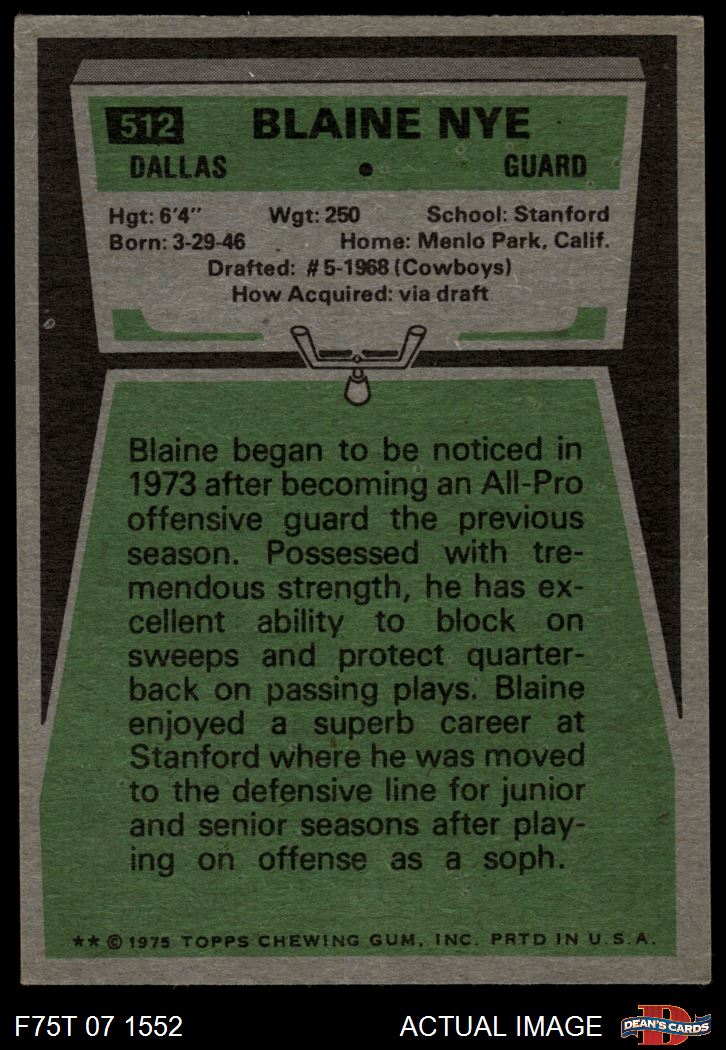 512 BLAINE NYE
DALLAS • GUARD
Hgt: 6'4" Wgt: 250 School: Stanford
Born: 3-29-46 Home: Menlo Park, Calif.
Drafted: #5-1968 (Cowboys)
How Acquired: via draft
Blaine began to be noticed in
1973 after becoming an All-Pro
offensive guard the previous
season. Possessed with tre-
mendous strength, he has ex-
cellent ability to block on
sweeps and protect quarter-
back on passing plays. Blaine
enjoyed a superb career at
Stanford where he was moved
to the defensive line for junior
and senior seasons after play-
ing on offense as a soph.
** © 1975 TOPPS CHEWING GUM, INC. PRTD IN U.S.A.
F75T 07 1552 ACTUAL IMAGE D DEAN'S CARDS